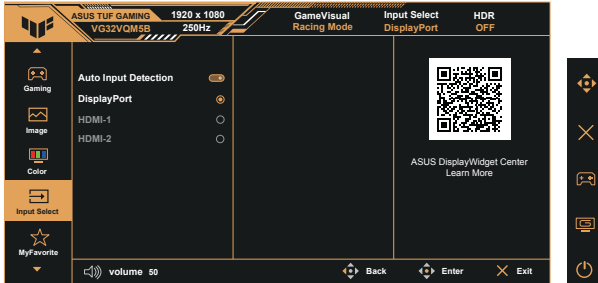 ASUS TUF GAMING 1920 x 1080
VG32VQM5B 250Hz
GameVisual
Racing Mode
Input Select
DisplayPort
HDR
OFF
Gaming
Image
Color
Input Select
MyFavorite
Auto Input Detection
DisplayPort
HDMI-1
HDMI-2
ASUS DisplayWidget Center
Learn More
volume 50
Back
Enter
Exit